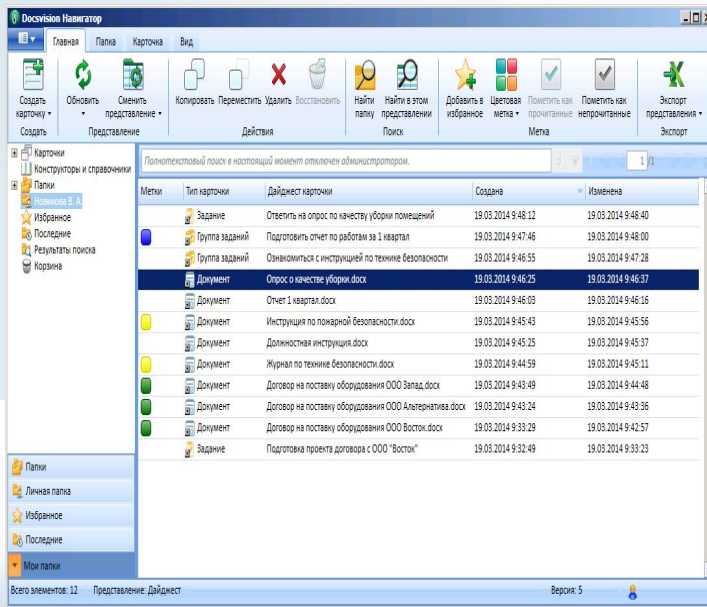 Docsvision Навигатор
Главная Папка Карточка Вид
Создать карточку
Обновить
Сменить представление
Копировать Переместить Удалить Восстановить
Найти папку
Найти в этом представлении
Добавить в избранное
Цветовая метка
Пометить как прочитанные
Пометить как непрочитанные
Экспорт представления
Создать Представление Действия Поиск Метка Экспорт
Карточки
Конструкторы и справочники
Папки
Новикова В. А.
Избранное
Последние
Результаты поиска
Корзина
Полнотекстовый поиск в настоящий момент отключен администратором.
1 /1
Метки Тип карточки Дайджест карточки Создана Изменена
Задание Ответить на опрос по качеству уборки помещений 19.03.2014 9:48:12 19.03.2014 9:48:40
Группа заданий Подготовить отчет по работам за 1 квартал 19.03.2014 9:47:46 19.03.2014 9:48:00
Группа заданий Ознакомиться с инструкцией по технике безопасности 19.03.2014 9:46:55 19.03.2014 9:47:28
Документ Опрос о качестве уборки.docx 19.03.2014 9:46:25 19.03.2014 9:46:37
Документ Отчет 1 квартал.docx 19.03.2014 9:46:03 19.03.2014 9:46:16
Документ Инструкция по пожарной безопасности.docx 19.03.2014 9:45:43 19.03.2014 9:45:56
Документ Должностная инструкция.docx 19.03.2014 9:45:25 19.03.2014 9:45:37
Документ Журнал по технике безопасности.docx 19.03.2014 9:44:59 19.03.2014 9:45:11
Документ Договор на поставку оборудования ООО Запад.docx 19.03.2014 9:43:49 19.03.2014 9:44:48
Документ Договор на поставку оборудования ООО Альтернатива.docx 19.03.2014 9:43:24 19.03.2014 9:43:36
Документ Договор на поставку оборудования ООО Восток.docx 19.03.2014 9:33:29 19.03.2014 9:42:57
Задание Подготовка проекта договора с ООО "Восток" 19.03.2014 9:32:49 19.03.2014 9:33:23
Папки
Личная папка
Избранное
Последние
Мои папки
Всего элементов: 12 Представление: Дайджест Версия: 5